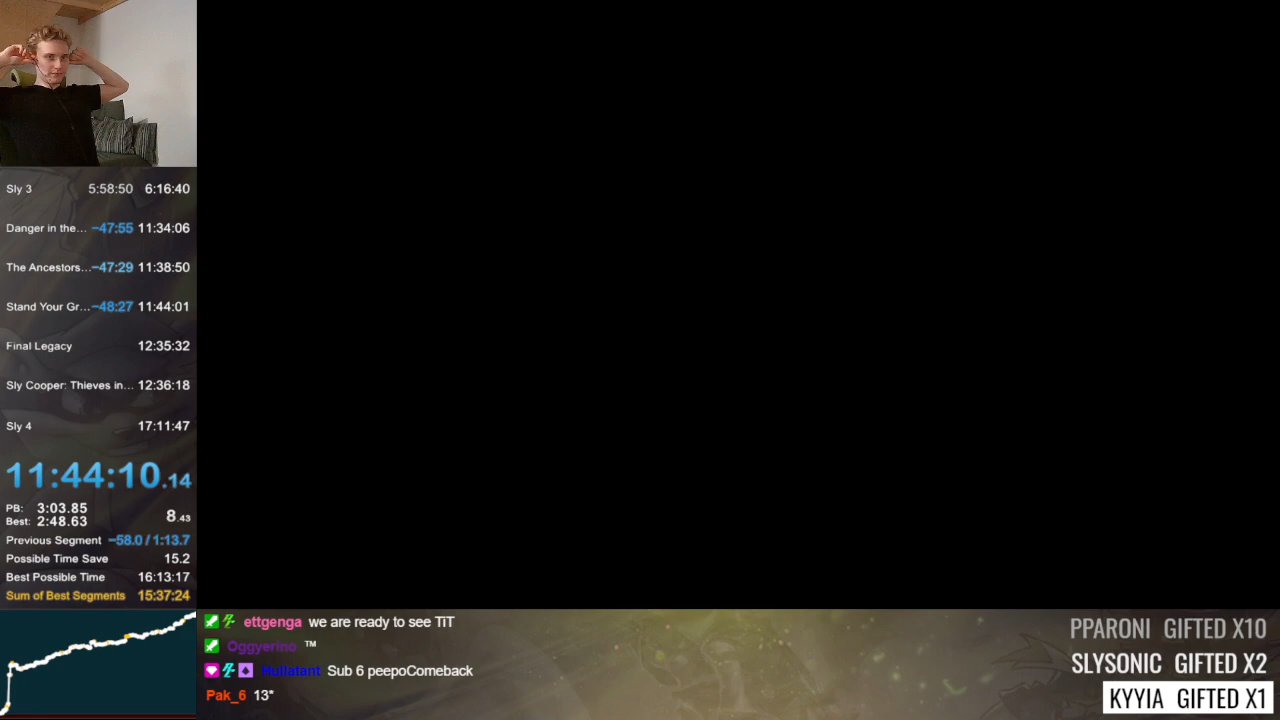 Sly 3 5:58:50 6:16:40
Danger in the... −47:55 11:34:06
The Ancestors... −47:29 11:38:50
Stand Your Gr... −48:27 11:44:01
Final Legacy 12:35:32
Sly Cooper: Thieves in... 12:36:18
Sly 4 17:11:47
11:44:10.14
PB: 3:03.85
Best: 2:48.63
8.43
Previous Segment −58.0 / 1:13.7
Possible Time Save 15.2
Best Possible Time 16:13:17
Sum of Best Segments 15:37:24
ettgenga we are ready to see TiT
Oggyerino ™
Hullatant Sub 6 peepoComeback
Pak_6 13*
PPARONI GIFTED X10
SLYSONIC GIFTED X2
KYYIA GIFTED X1